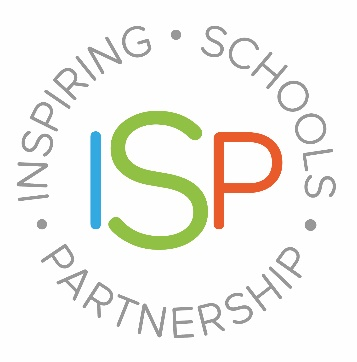 INSPIRING • SCHOOLS • PARTNERSHIP •
ISP